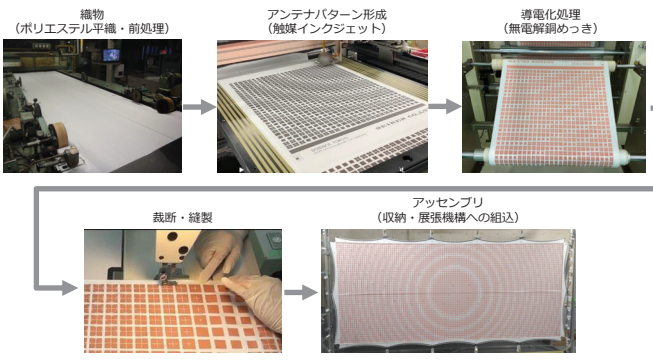 織物
（ポリエステル平織・前処理）
アンテナパターン形成
（触媒インクジェット）
導電化処理
（無電解銅めっき）
裁断・縫製
アッセンブリ
（収納・展張機構への組込）